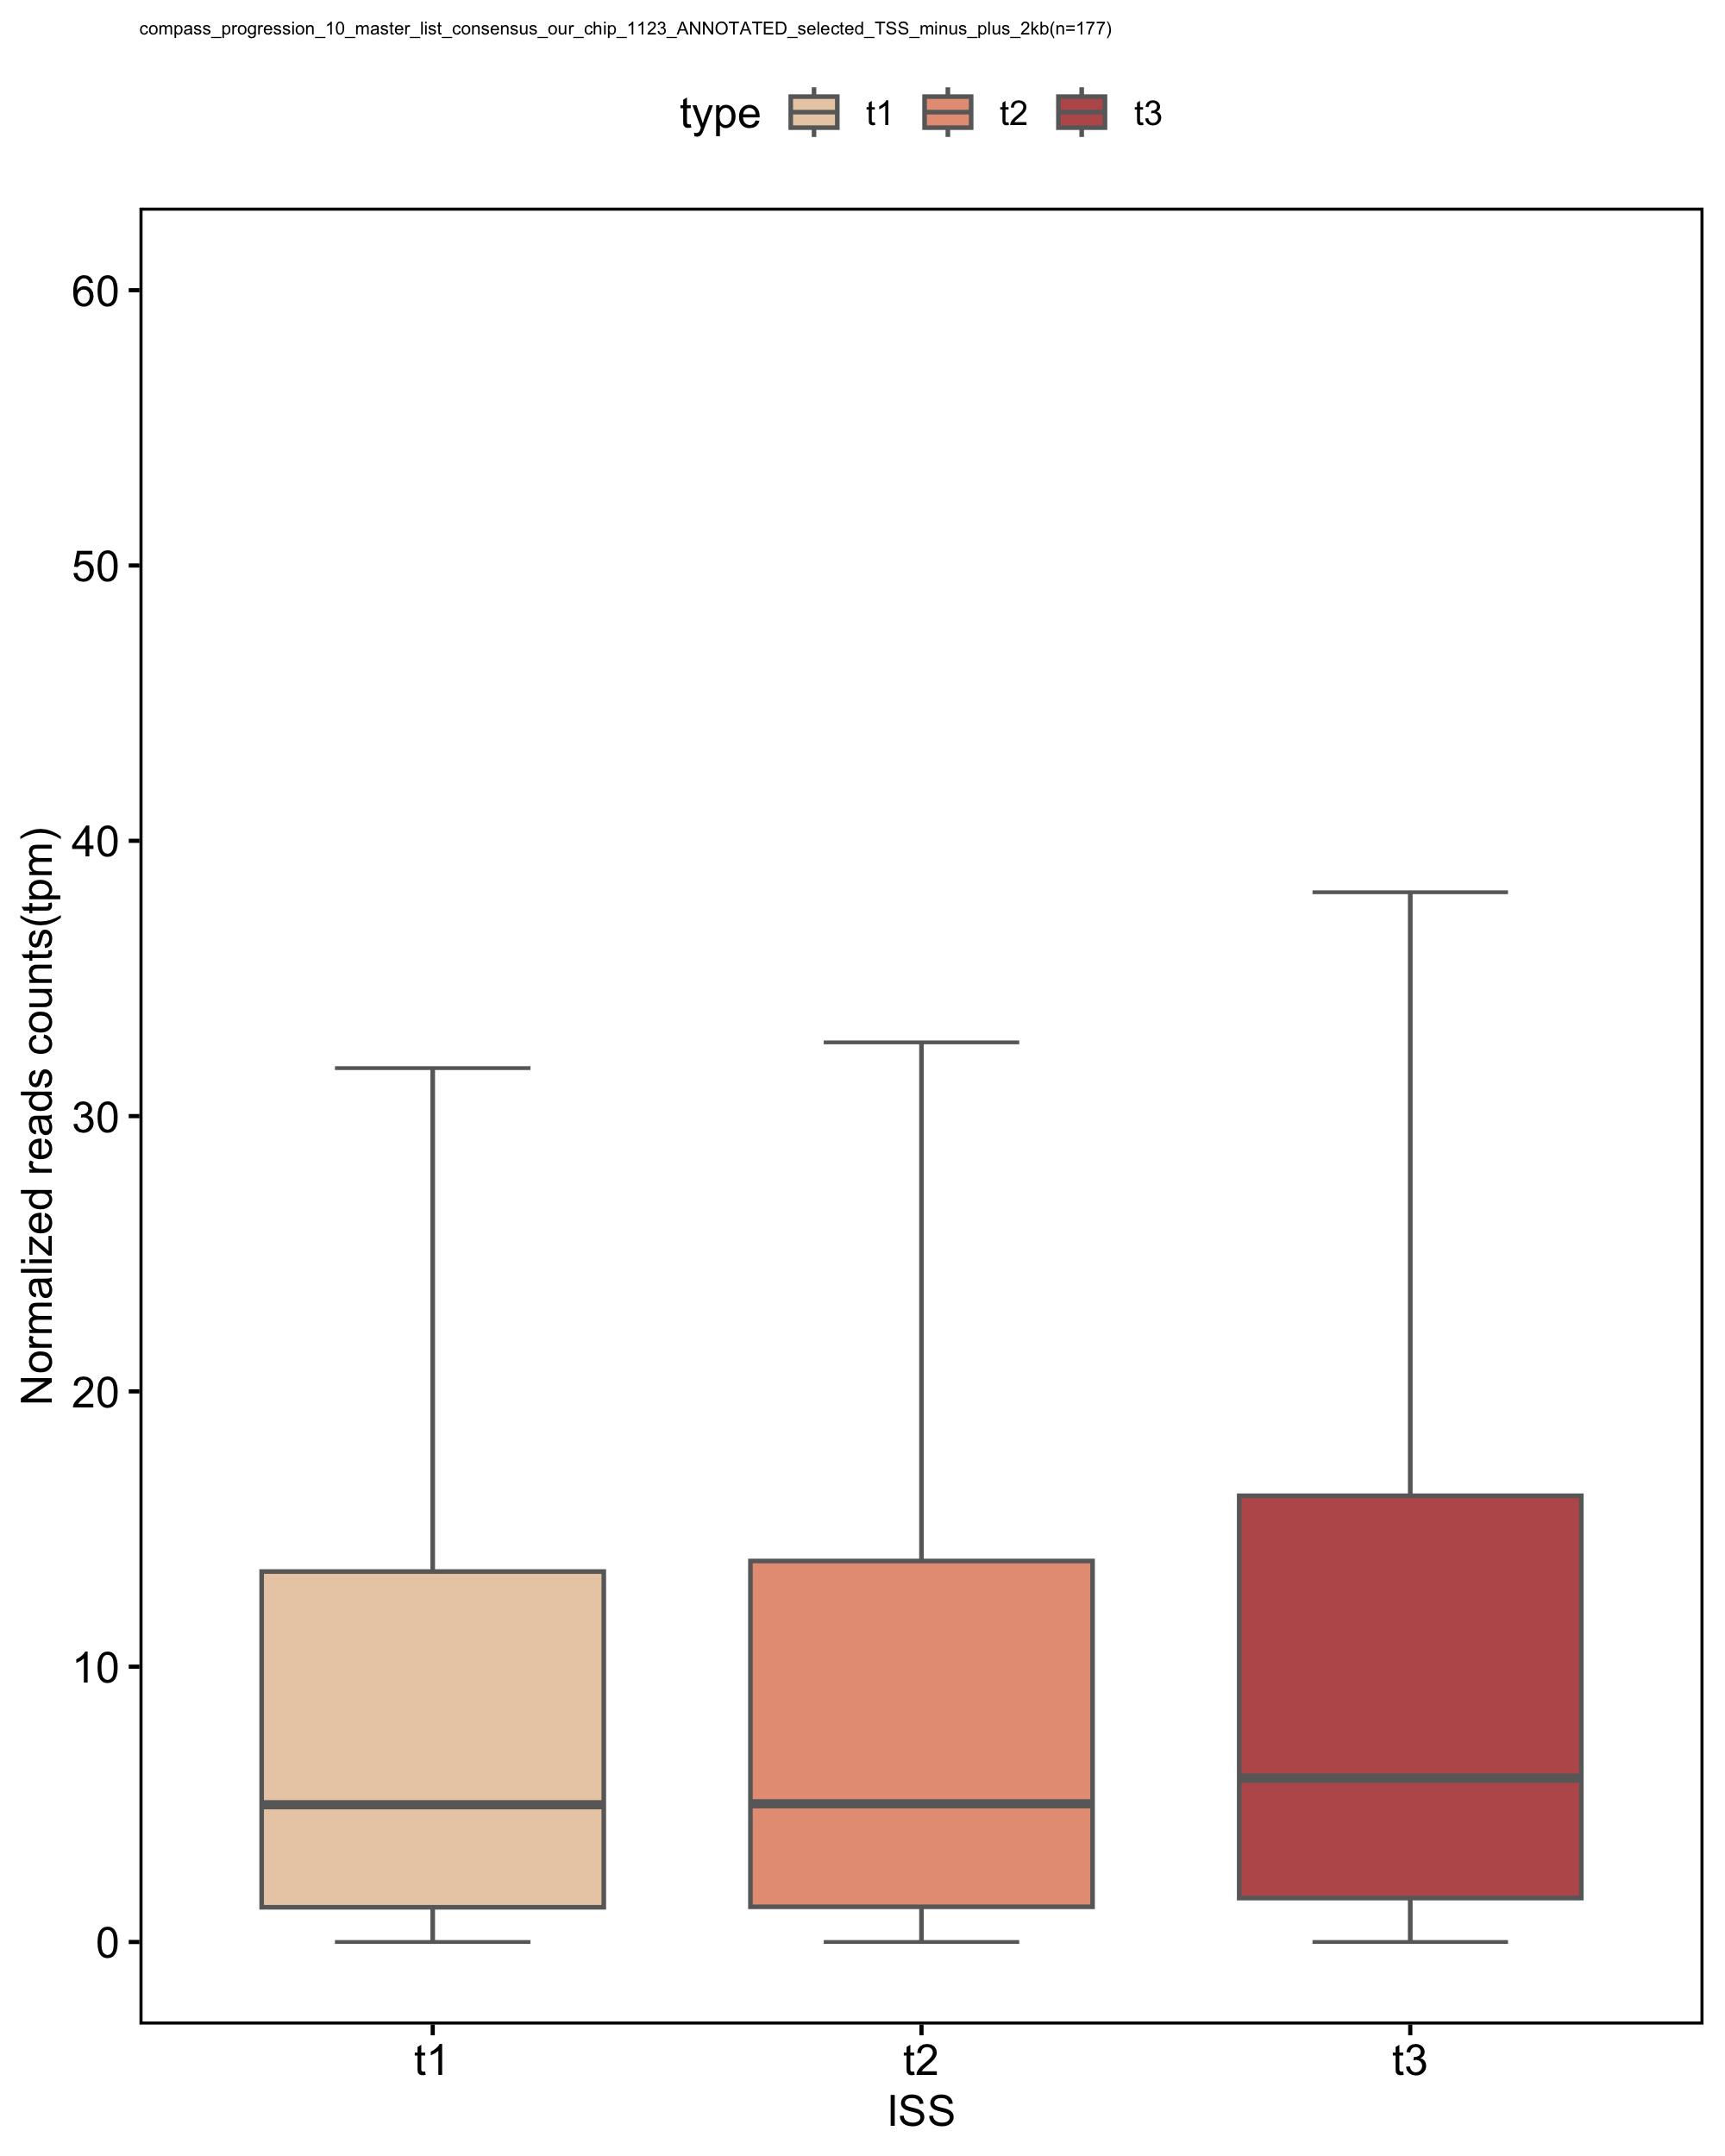 compass_progression_10_master_list_consensus_our_chip_1123_ANNOTATED_selected_TSS_minus_plus_2kb(n=177)
type t1 t2 t3
Normalized reads counts(tpm)
60
50
40
30
20
10
0
t1 t2 t3
ISS